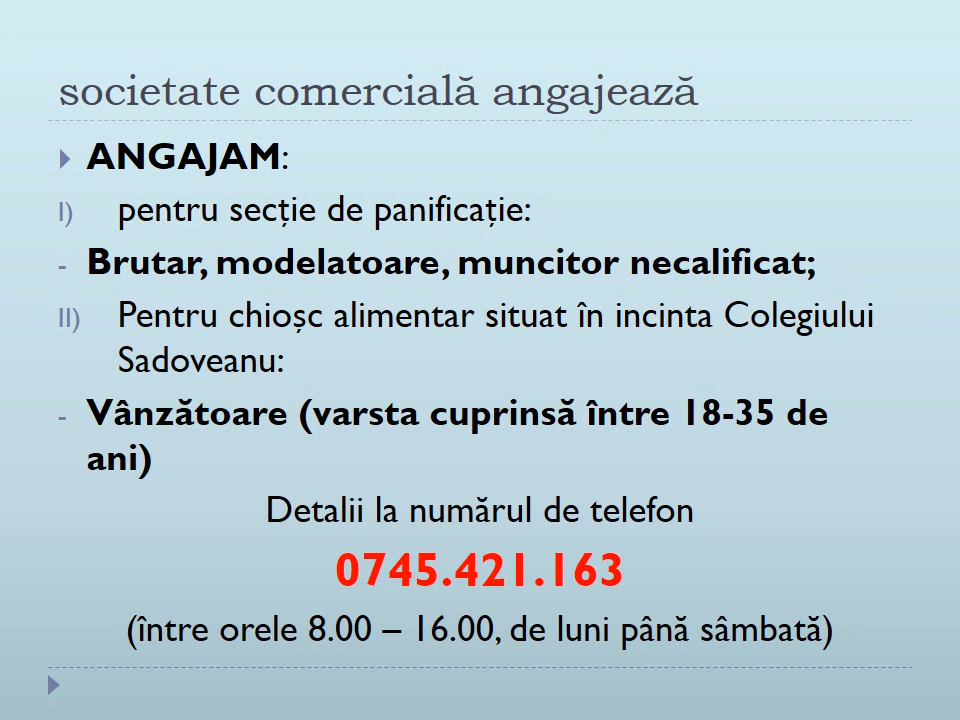 societate comercială angajează
ANGAJAM:
I) pentru secție de panificație:
- Brutar, modelatoare, muncitor necalificat;
II) Pentru chioșc alimentar situat în incinta Colegiului
Sadoveanu:
- Vânzătoare (varsta cuprinsă între 18-35 de
ani)
Detalii la numărul de telefon
0745.421.163
(între orele 8.00 – 16.00, de luni până sâmbată)